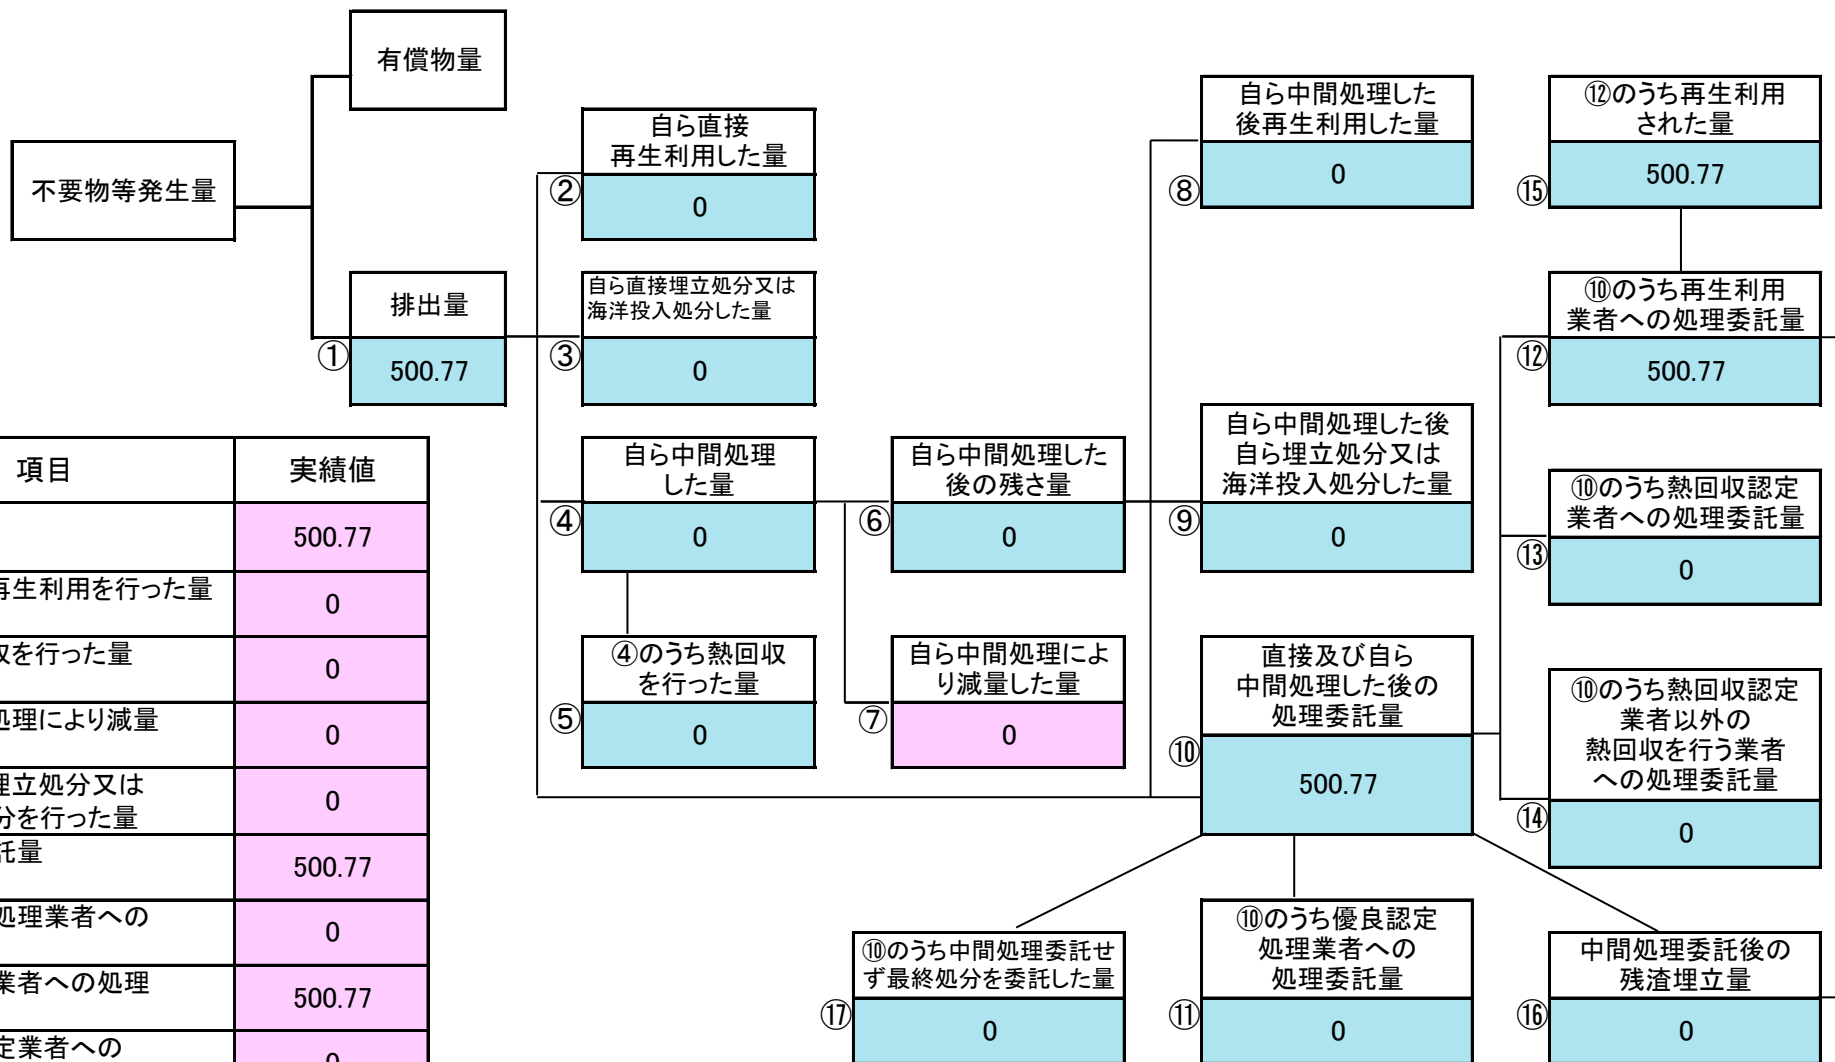 有償物量
不要物等発生量
排出量
①
500.77
自ら直接
再生利用した量
②
0
自ら直接埋立処分又は
海洋投入処分した量
③
0
自ら中間処理
した量
④
0
④のうち熱回収
を行った量
⑤
0
自ら中間処理した
後の残さ量
⑥
0
自ら中間処理によ
り減量した量
⑦
0
自ら中間処理した
後再生利用した量
⑧
0
自ら中間処理した後
自ら埋立処分又は
海洋投入処分した量
⑨
0
直接及び自ら
中間処理した後の
処理委託量
⑩
500.77
⑫のうち再生利用
された量
⑮
500.77
⑩のうち再生利用
業者への処理委託量
⑫
500.77
⑩のうち熱回収認定
業者への処理委託量
⑬
0
⑩のうち熱回収認定
業者以外の
熱回収を行う業者
への処理委託量
⑭
0
⑩のうち中間処理委託せ
ず最終処分を委託した量
⑰
0
⑩のうち優良認定
処理業者への
処理委託量
⑪
0
中間処理委託後の
残渣埋立量
⑯
0
項目 実績値
500.77
再生利用を行った量 0
を行った量 0
処理により減量 0
埋立処分又は
分を行った量 0
託量 500.77
処理業者への 0
業者への処理 500.77
定業者への 0